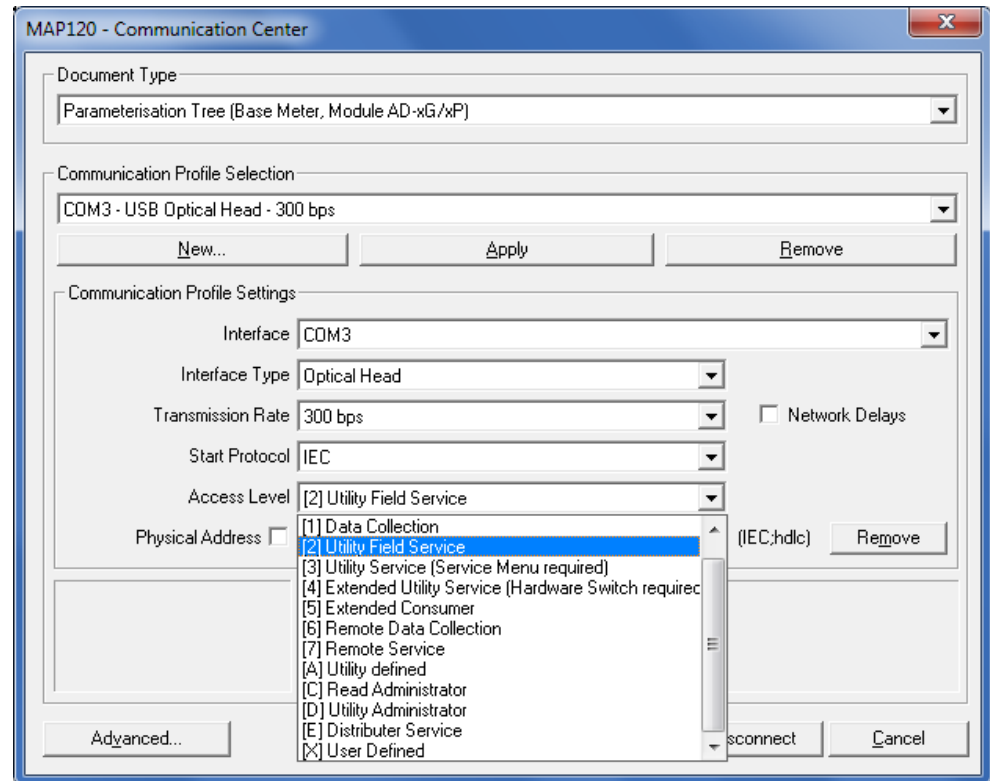 MAP120 - Communication Center
Document Type
Parameterisation Tree (Base Meter, Module AD-xG/xP)
Communication Profile Selection
COM3 - USB Optical Head - 300 bps
New... Apply Remove
Communication Profile Settings
Interface COM3
Interface Type Optical Head
Transmission Rate 300 bps Network Delays
Start Protocol IEC
Access Level [2] Utility Field Service
[1] Data Collection
Physical Address (IEC;hdlc) Remove
[2] Utility Field Service
[3] Utility Service (Service Menu required)
[4] Extended Utility Service (Hardware Switch required
[5] Extended Consumer
[6] Remote Data Collection
[7] Remote Service
[A] Utility defined
[C] Read Administrator
[D] Utility Administrator
[E] Distributer Service
[X] User Defined
Advanced... sconnect Cancel